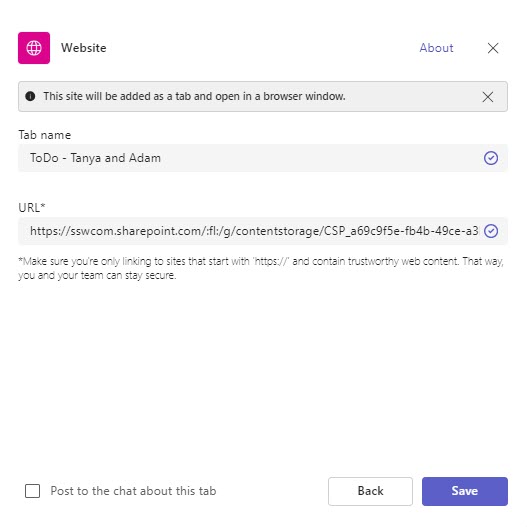 Website
About
This site will be added as a tab and open in a browser window.
Tab name
ToDo - Tanya and Adam
URL*
https://sswcom.sharepoint.com/:fl:/g/contentstorage/CSP_a69c9f5e-fb4b-49ce-a3
*Make sure you're only linking to sites that start with 'https://' and contain trustworthy web content. That way,
you and your team can stay secure.
Post to the chat about this tab
Back
Save